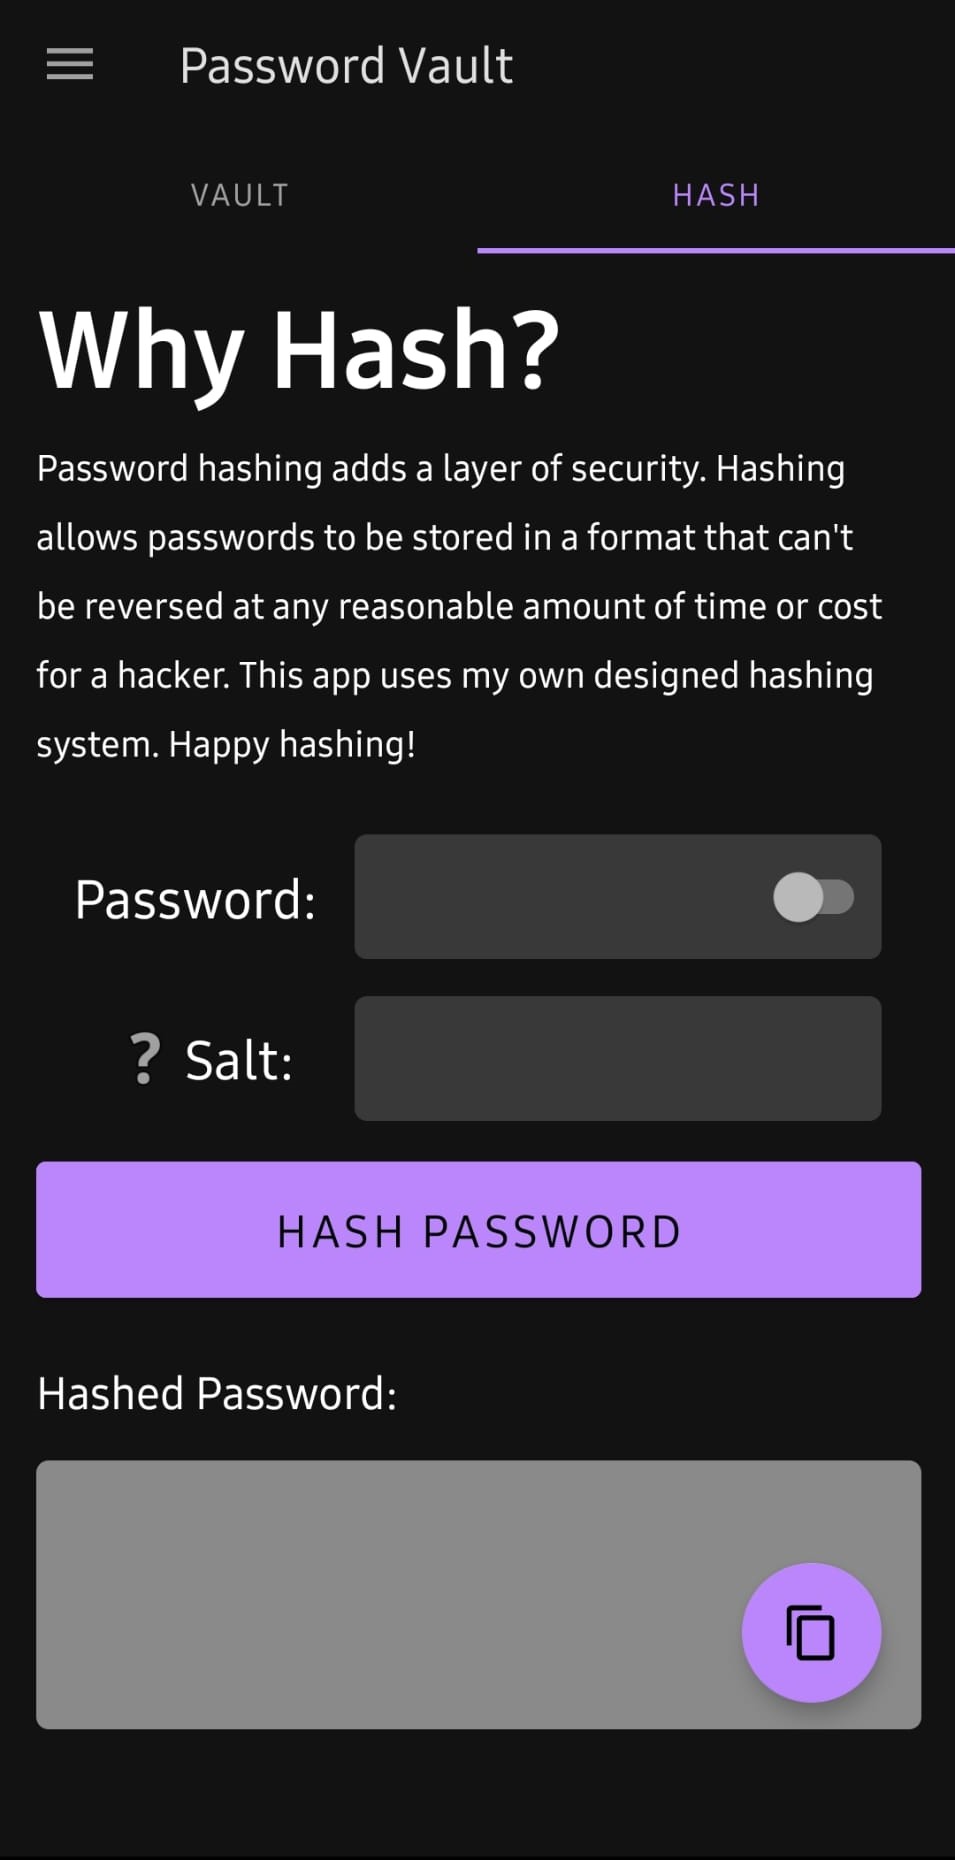 Password Vault
VAULT
HASH
Why Hash?
Password hashing adds a layer of security. Hashing
allows passwords to be stored in a format that can't
be reversed at any reasonable amount of time or cost
for a hacker. This app uses my own designed hashing
system. Happy hashing!
Password:
? Salt:
HASH PASSWORD
Hashed Password: